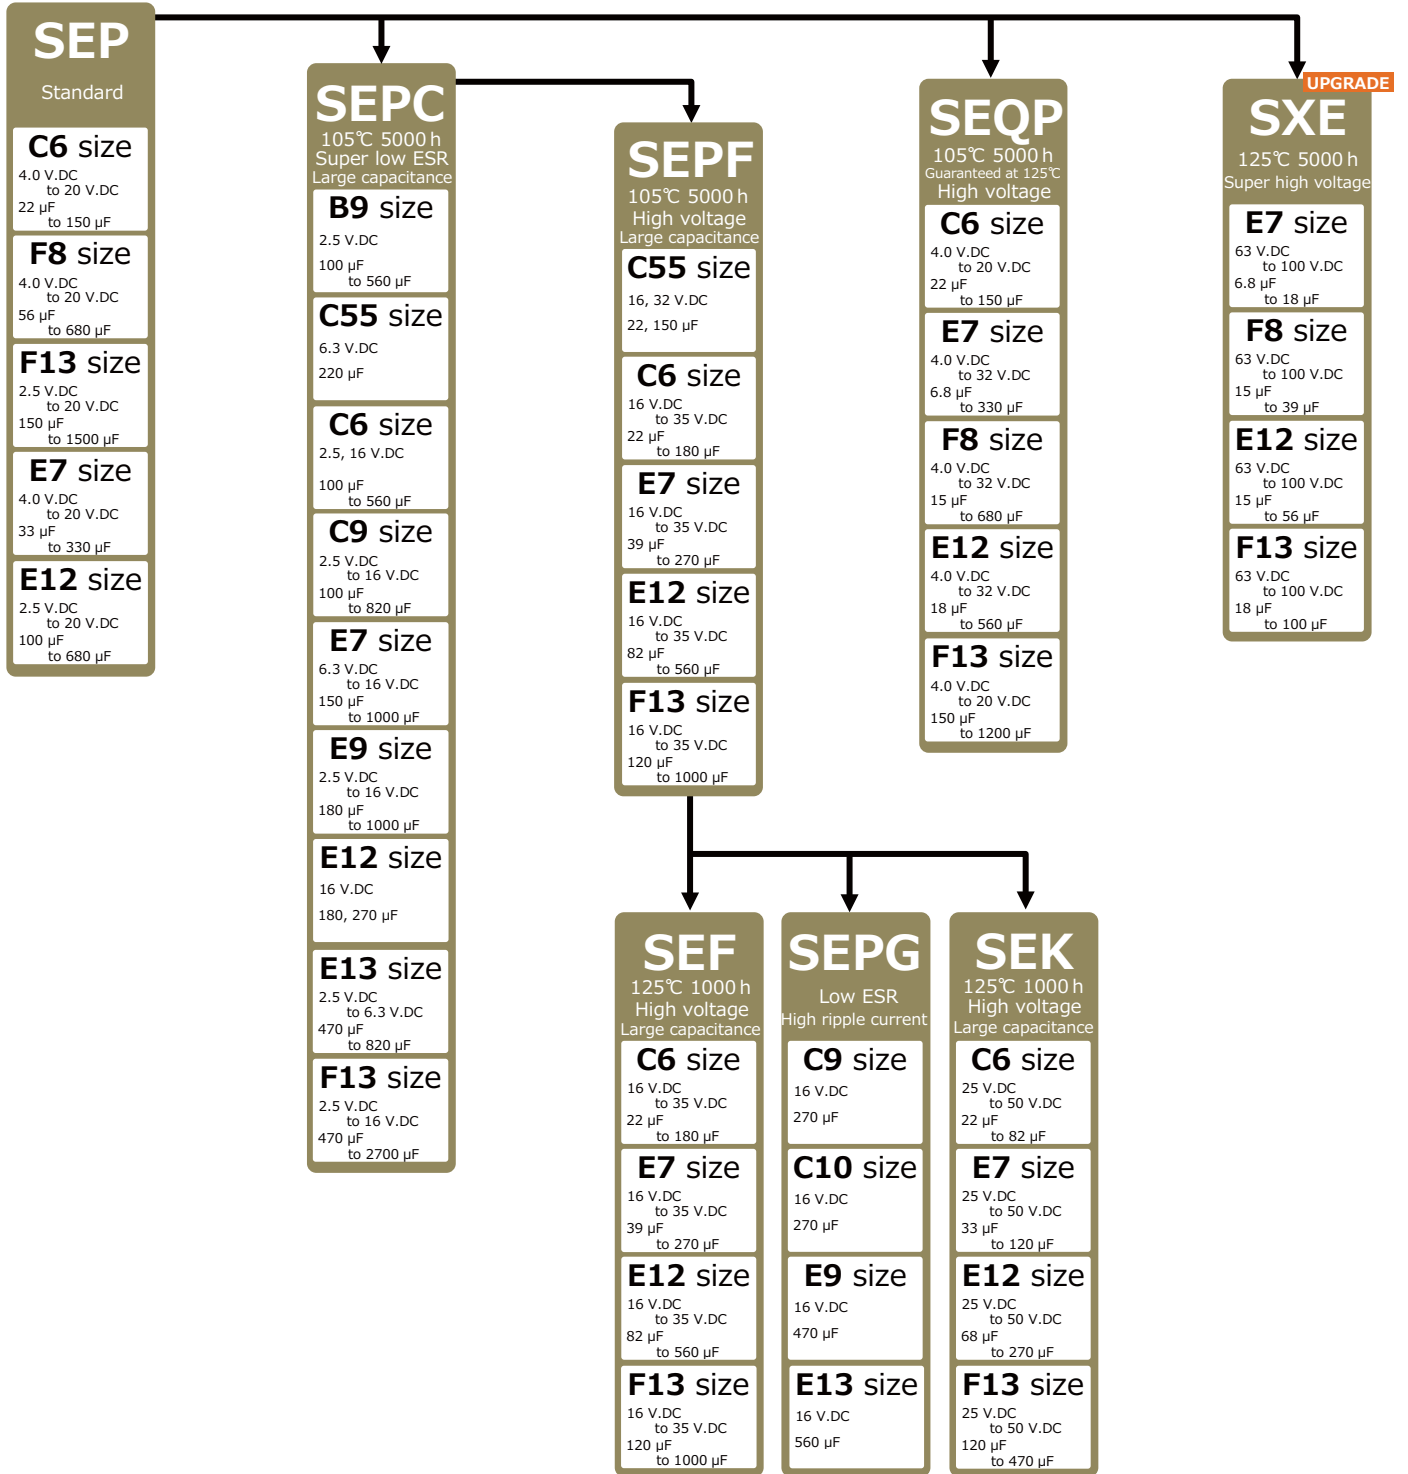 SEP
Standard
C6 size
4.0 V.DC
to 20 V.DC
22 µF
to 150 µF
F8 size
4.0 V.DC
to 20 V.DC
56 µF
to 680 µF
F13 size
2.5 V.DC
to 20 V.DC
150 µF
to 1500 µF
E7 size
4.0 V.DC
to 20 V.DC
33 µF
to 330 µF
E12 size
2.5 V.DC
to 20 V.DC
100 µF
to 680 µF
SEPC
105℃ 5000 h
Super low ESR
Large capacitance
B9 size
2.5 V.DC
100 µF
to 560 µF
C55 size
6.3 V.DC
220 µF
C6 size
2.5, 16 V.DC
100 µF
to 560 µF
C9 size
2.5 V.DC
to 16 V.DC
100 µF
to 820 µF
E7 size
6.3 V.DC
to 16 V.DC
150 µF
to 1000 µF
E9 size
2.5 V.DC
to 16 V.DC
180 µF
to 1000 µF
E12 size
16 V.DC
180, 270 µF
E13 size
2.5 V.DC
to 6.3 V.DC
470 µF
to 820 µF
F13 size
2.5 V.DC
to 16 V.DC
470 µF
to 2700 µF
SEPF
105℃ 5000 h
High voltage
Large capacitance
C55 size
16, 32 V.DC
22, 150 µF
C6 size
16 V.DC
to 35 V.DC
22 µF
to 180 µF
E7 size
16 V.DC
to 35 V.DC
39 µF
to 270 µF
E12 size
16 V.DC
to 35 V.DC
82 µF
to 560 µF
F13 size
16 V.DC
to 35 V.DC
120 µF
to 1000 µF
SEQP
105℃ 5000 h
Guaranteed at 125℃
High voltage
C6 size
4.0 V.DC
to 20 V.DC
22 µF
to 150 µF
E7 size
4.0 V.DC
to 32 V.DC
6.8 µF
to 330 µF
F8 size
4.0 V.DC
to 32 V.DC
15 µF
to 680 µF
E12 size
4.0 V.DC
to 32 V.DC
18 µF
to 560 µF
F13 size
4.0 V.DC
to 20 V.DC
150 µF
to 1200 µF
UPGRADE
SXE
125℃ 5000 h
Super high voltage
E7 size
63 V.DC
to 100 V.DC
6.8 µF
to 18 µF
F8 size
63 V.DC
to 100 V.DC
15 µF
to 39 µF
E12 size
63 V.DC
to 100 V.DC
15 µF
to 56 µF
F13 size
63 V.DC
to 100 V.DC
18 µF
to 100 µF
SEF
125℃ 1000 h
High voltage
Large capacitance
C6 size
16 V.DC
to 35 V.DC
22 µF
to 180 µF
E7 size
16 V.DC
to 35 V.DC
39 µF
to 270 µF
E12 size
16 V.DC
to 35 V.DC
82 µF
to 560 µF
F13 size
16 V.DC
to 35 V.DC
120 µF
to 1000 µF
SEPG
Low ESR
High ripple current
C9 size
16 V.DC
270 µF
C10 size
16 V.DC
270 µF
E9 size
16 V.DC
470 µF
E13 size
16 V.DC
560 µF
SEK
125℃ 1000 h
High voltage
Large capacitance
C6 size
25 V.DC
to 50 V.DC
22 µF
to 82 µF
E7 size
25 V.DC
to 50 V.DC
33 µF
to 120 µF
E12 size
25 V.DC
to 50 V.DC
68 µF
to 270 µF
F13 size
25 V.DC
to 50 V.DC
120 µF
to 470 µF